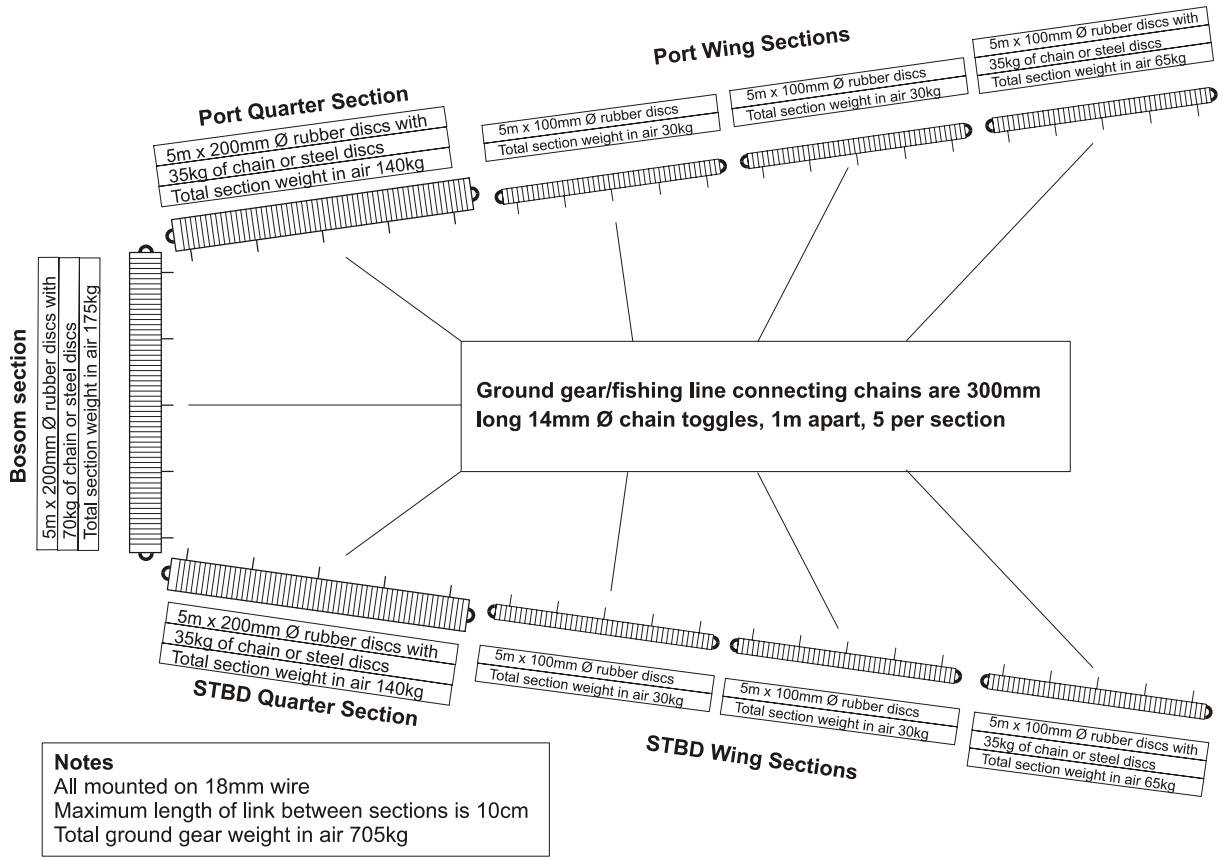 Port Wing Sections
5m x 100mm Ø rubber discs with
35kg of chain or steel discs
Total section weight in air 65kg
5m x 100mm Ø rubber discs
Total section weight in air 30kg
5m x 100mm Ø rubber discs
Total section weight in air 30kg
Port Quarter Section
5m x 200mm Ø rubber discs with
35kg of chain or steel discs
Total section weight in air 140kg
Bosom section
5m x 200mm Ø rubber discs with
70kg of chain or steel discs
Total section weight in air 175kg
Ground gear/fishing line connecting chains are 300mm
long 14mm Ø chain toggles, 1m apart, 5 per section
5m x 200mm Ø rubber discs with
35kg of chain or steel discs
Total section weight in air 140kg
STBD Quarter Section
5m x 100mm Ø rubber discs
Total section weight in air 30kg
5m x 100mm Ø rubber discs
Total section weight in air 30kg
5m x 100mm Ø rubber discs with
35kg of chain or steel discs
Total section weight in air 65kg
STBD Wing Sections
Notes
All mounted on 18mm wire
Maximum length of link between sections is 10cm
Total ground gear weight in air 705kg